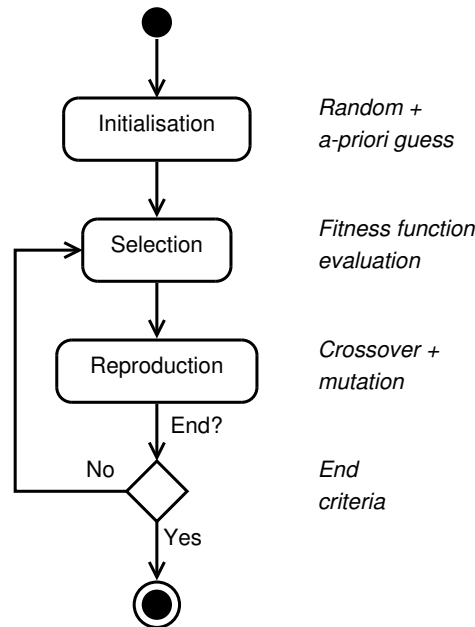 Initialisation
Random +
a-priori guess
Selection
Fitness function
evaluation
Reproduction
Crossover +
mutation
End?
No
End
criteria
Yes